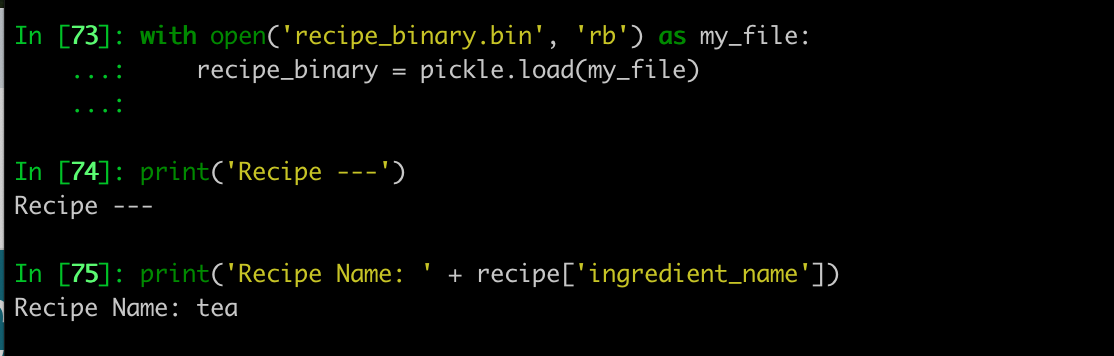 In [73]: with open('recipe_binary.bin', 'rb') as my_file:
    ...:     recipe_binary = pickle.load(my_file)
    ...:
In [74]: print('Recipe ---')
Recipe ---
In [75]: print('Recipe Name: ' + recipe['ingredient_name'])
Recipe Name: tea